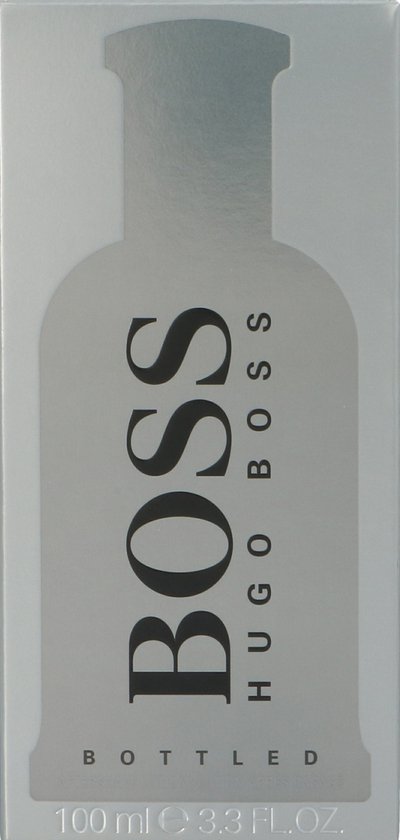 BOSS
HUGO BOSS
BOTTLED
100 ml ℮ 3.3 FL.OZ.